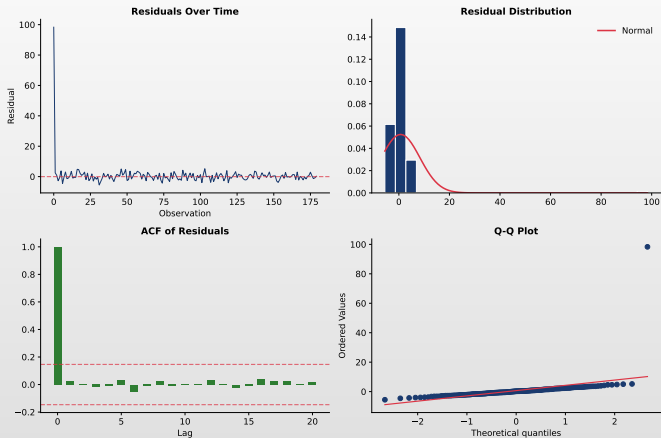 Residuals Over Time
100
80
60
40
20
0
Residual
0 25 50 75 100 125 150 175
Observation
Residual Distribution
Normal
0.14
0.12
0.10
0.08
0.06
0.04
0.02
0.00
0 20 40 60 80 100
ACF of Residuals
1.0
0.8
0.6
0.4
0.2
0.0
−0.2
0 5 10 15 20
Lag
Q-Q Plot
100
80
60
40
20
0
Ordered Values
−2 −1 0 1 2
Theoretical quantiles